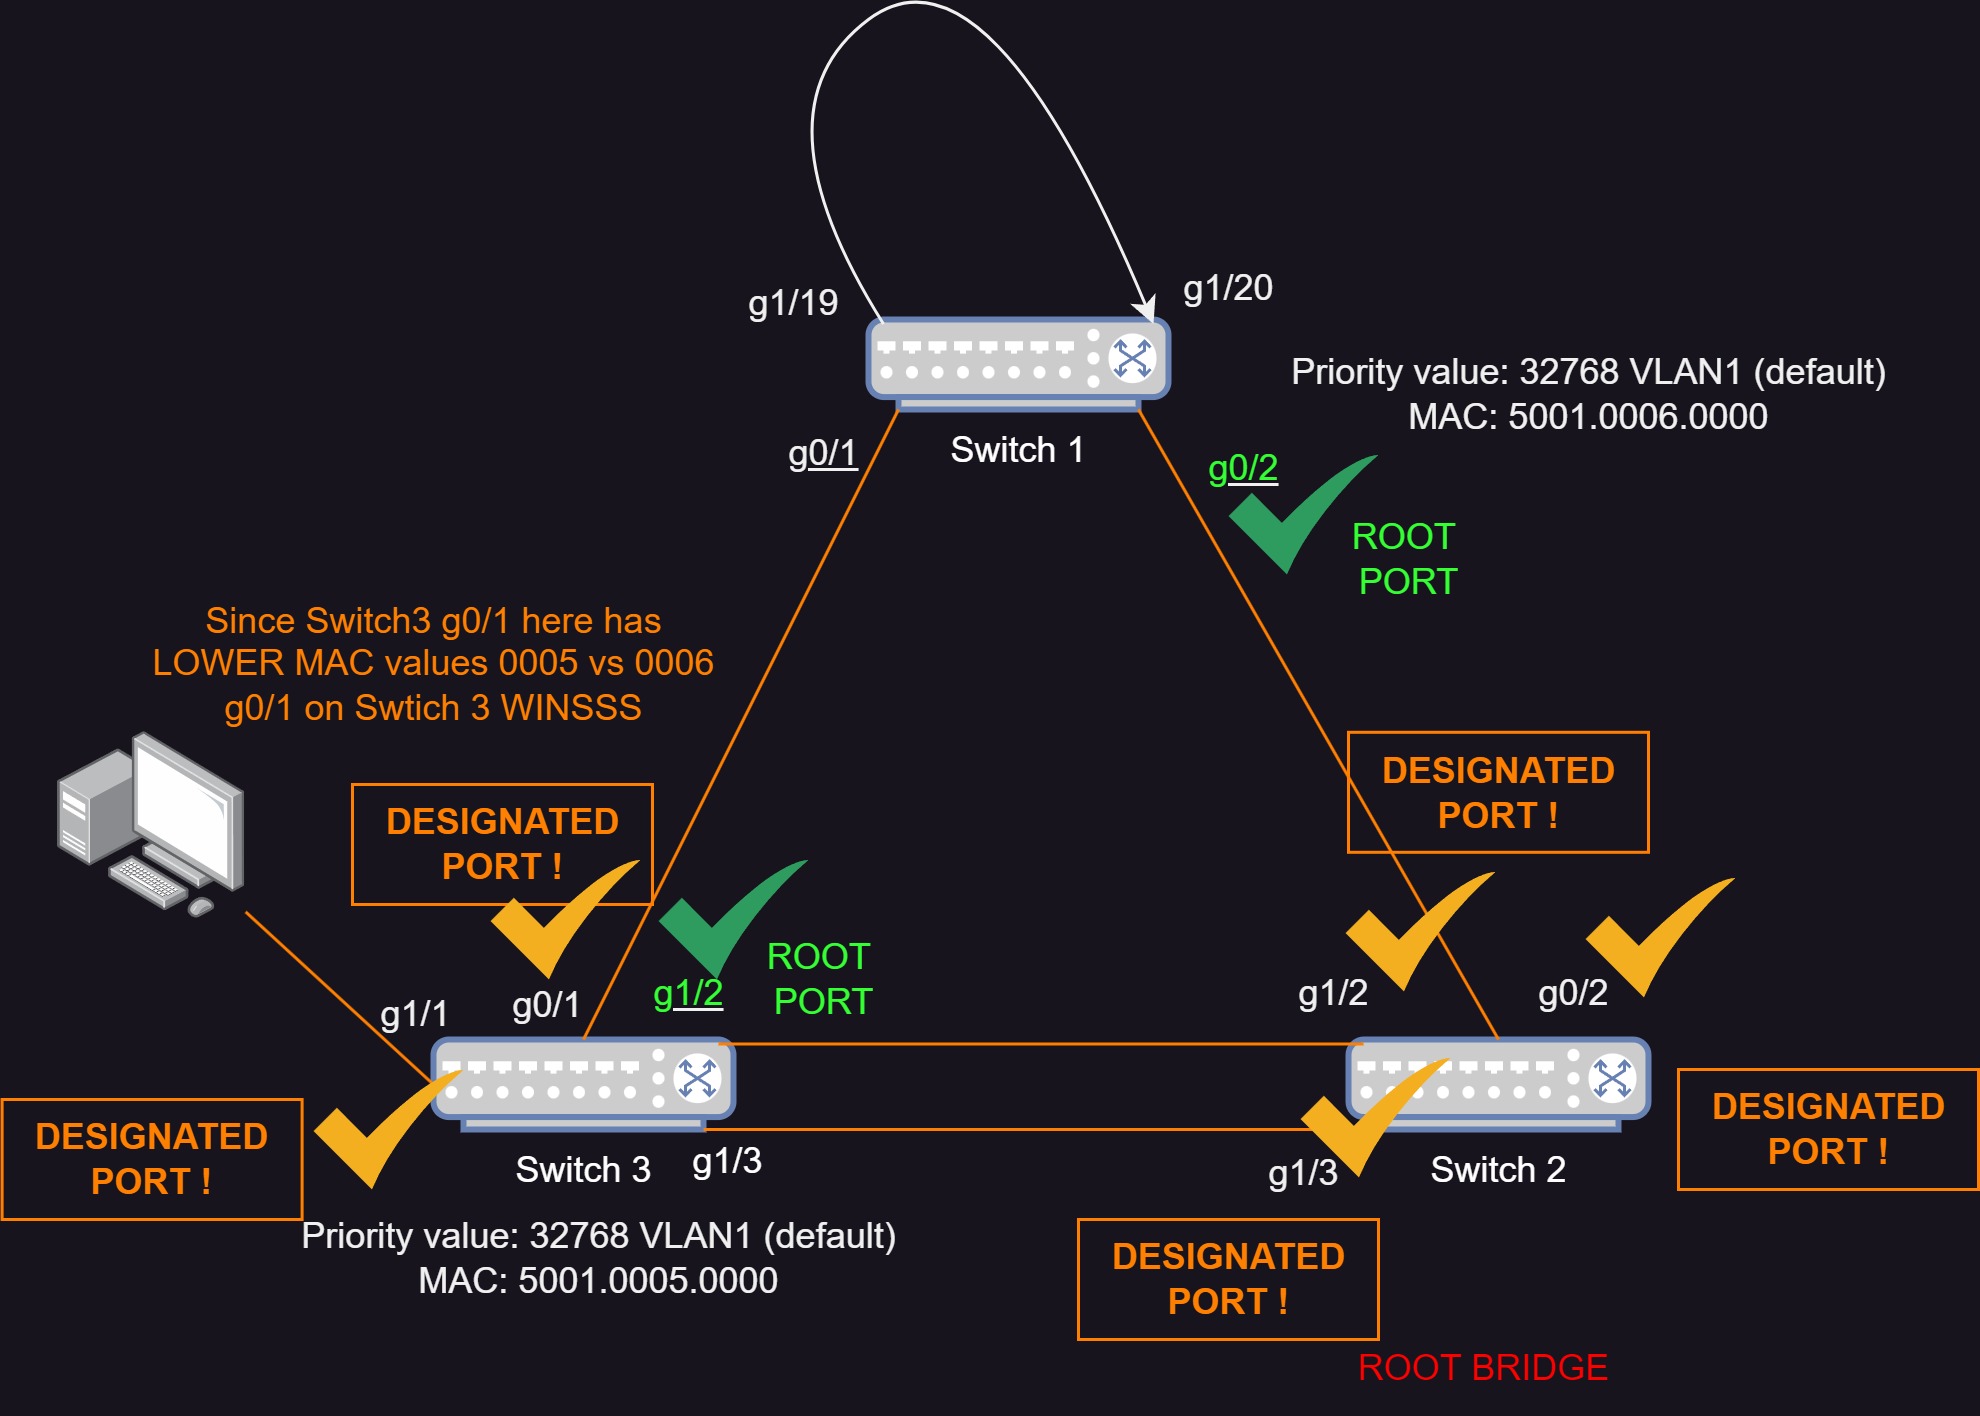 g1/19
g1/20
Priority value: 32768 VLAN1 (default)
MAC: 5001.0006.0000
Switch 1
g0/1
g0/2
ROOT
PORT
Since Switch3 g0/1 here has
LOWER MAC values 0005 vs 0006
g0/1 on Swtich 3 WINSSS
DESIGNATED
PORT !
DESIGNATED
PORT !
ROOT
PORT
g1/1
g0/1
g1/2
g1/2
g0/2
DESIGNATED
PORT !
Switch 3
g1/3
g1/3
Switch 2
DESIGNATED
PORT !
Priority value: 32768 VLAN1 (default)
MAC: 5001.0005.0000
DESIGNATED
PORT !
ROOT BRIDGE